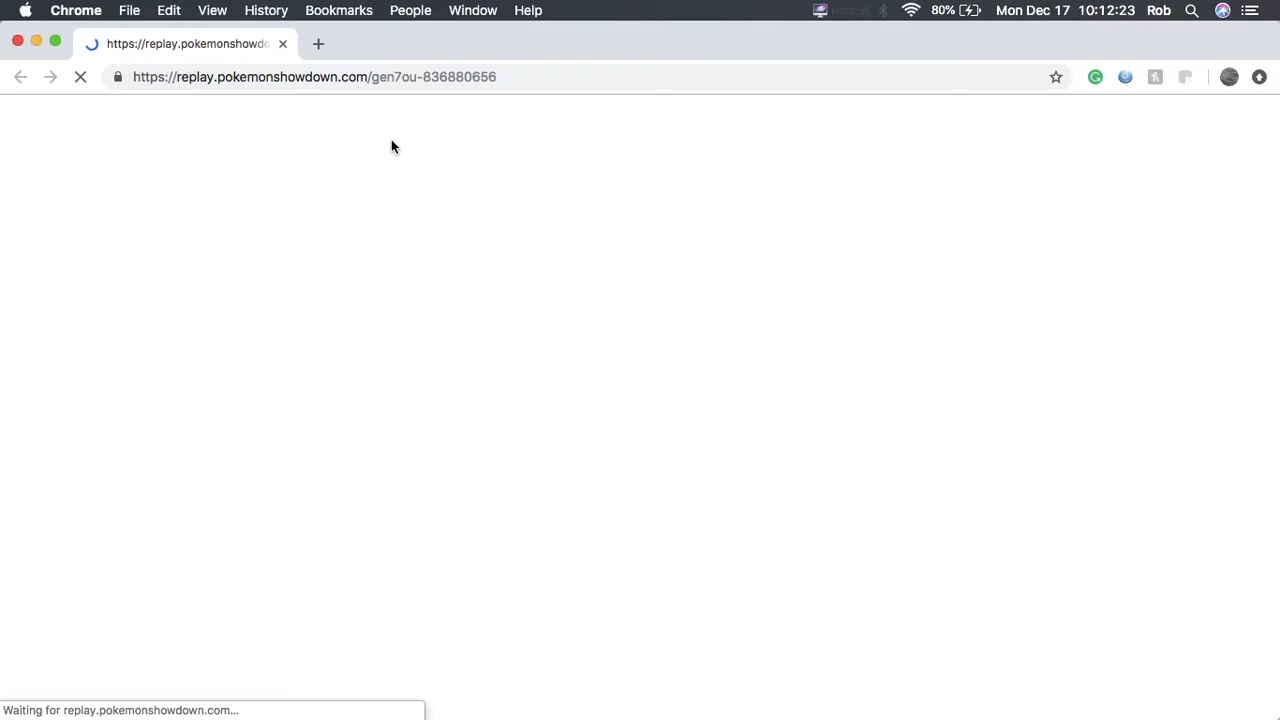 Chrome File Edit View History Bookmarks People Window Help 80% Mon Dec 17 10:12:23 Rob
https://replay.pokemonshowdo
https://replay.pokemonshowdown.com/gen7ou-836880656
Waiting for replay.pokemonshowdown.com...